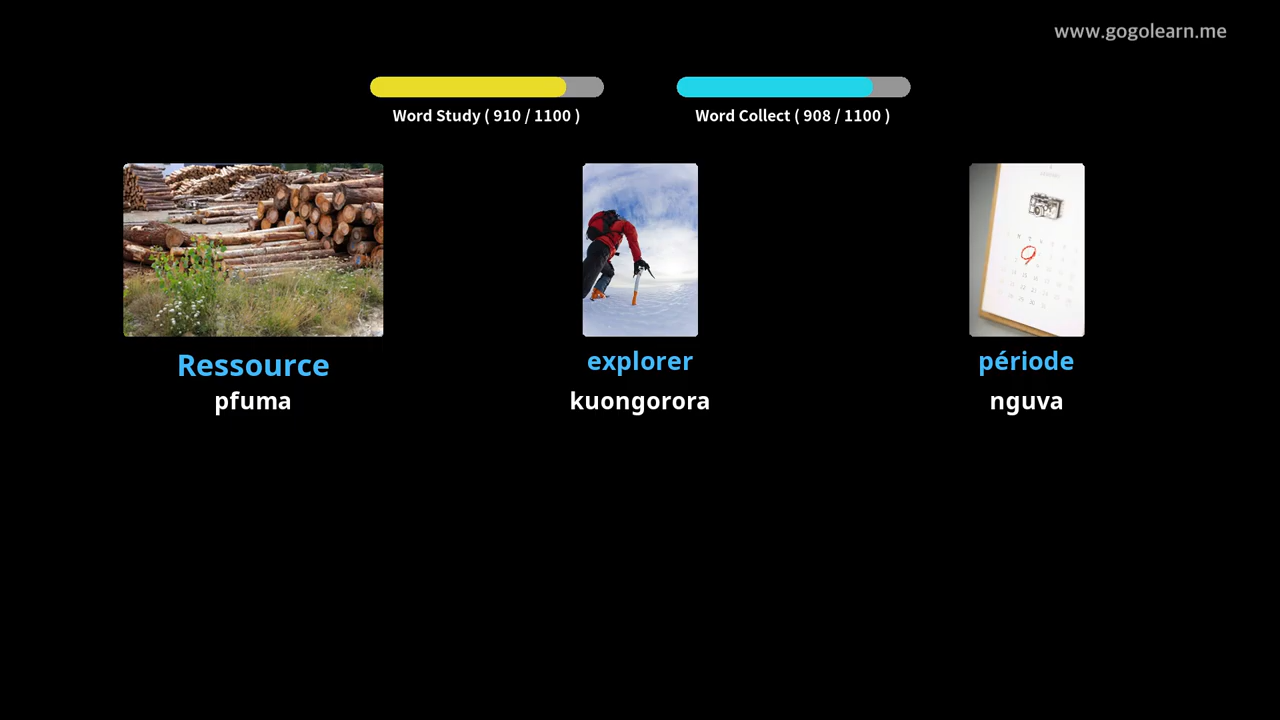 www.gogolearn.me
Word Study ( 910 / 1100 )
Word Collect ( 908 / 1100 )
Ressource
explorer
période
pfuma
kuongorora
nguva